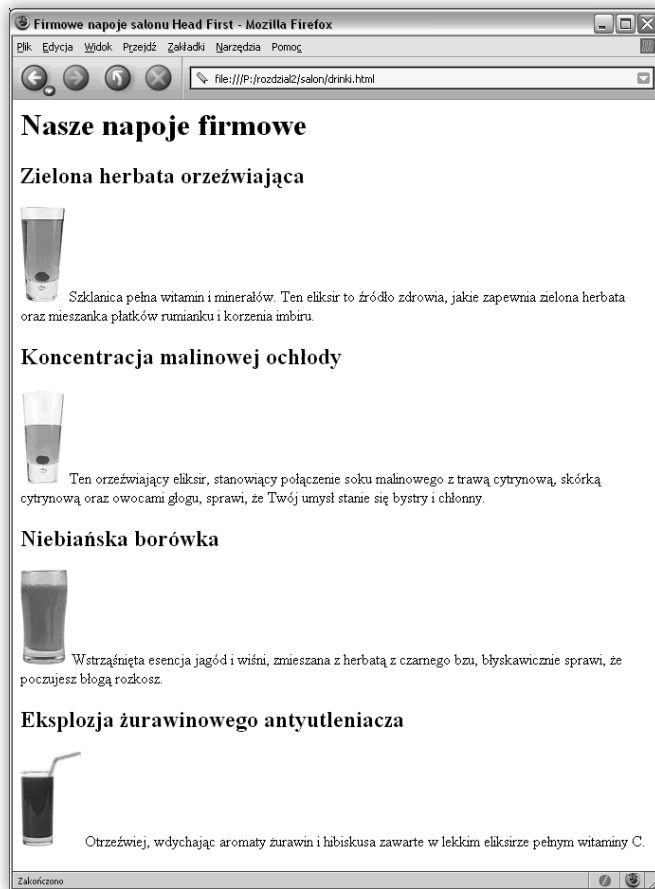 Firmowe napoje salonu Head First - Mozilla Firefox
Plik Edycja Widok Przejdź Zakładki Narzędzia Pomoc
file:///P:/rozdzial2/salon/drinki.html
Nasze napoje firmowe
Zielona herbata orzeźwiająca
Szklanica pełna witamin i minerałów. Ten eliksir to źródło zdrowia, jakie zapewnia zielona herbata
oraz mieszanka płatków rumianku i korzenia imbiru.
Koncentracja malinowej ochłody
Ten orzeźwiający eliksir, stanowiący połączenie soku malinowego z trawą cytrynową, skórką
cytrynową oraz owocami głogu, sprawi, że Twój umysł stanie się bystry i chłonny.
Niebiańska borówka
Wstrząśnięta esencja jagód i wiśni, zmieszana z herbatą z czarnego bzu, błyskawicznie sprawi, że
poczujesz błogą rozkosz.
Eksplozja żurawinowego antyutleniacza
Otrzeźwiej, wdychając aromaty żurawin i hibiskusa zawarte w lekkim eliksirze pełnym witaminy C.
Zakończono